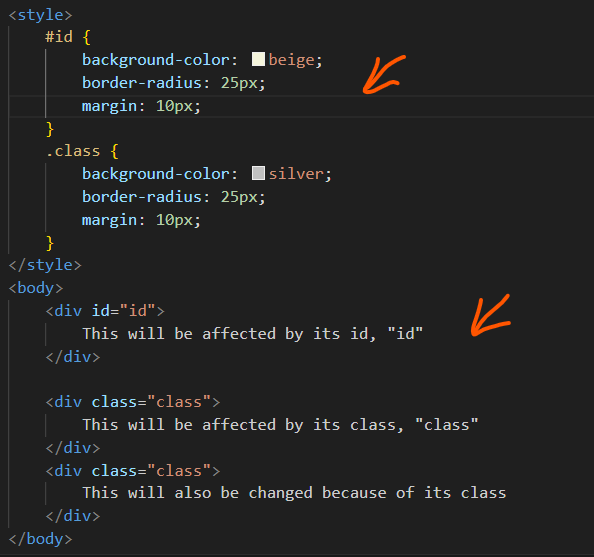 <style>
    #id {
        background-color: beige;
        border-radius: 25px;
        margin: 10px;
    }
    .class {
        background-color: silver;
        border-radius: 25px;
        margin: 10px;
    }
</style>
<body>
    <div id="id">
        This will be affected by its id, "id"
    </div>

    <div class="class">
        This will be affected by its class, "class"
    </div>
    <div class="class">
        This will also be changed because of its class
    </div>
</body>